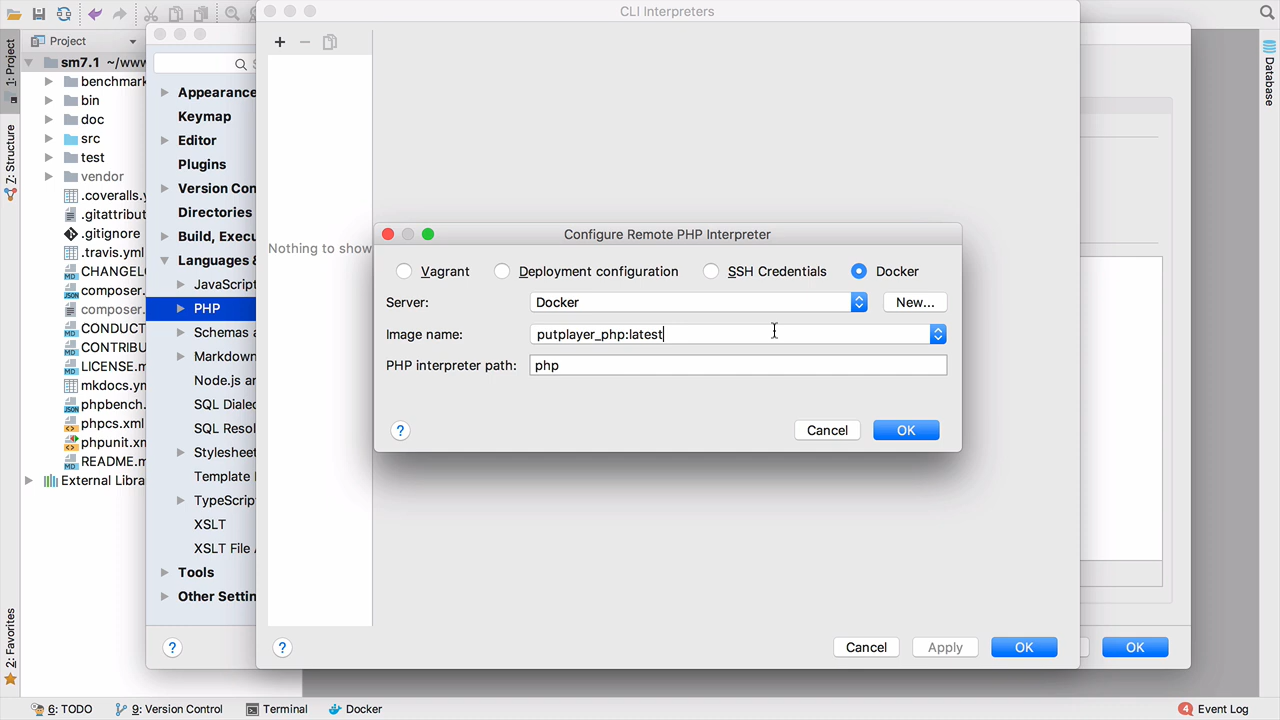 CLI Interpreters
Project
1: Project
sm7.1 ~/www
benchmark
bin
doc
src
test
vendor
.coveralls.y
.gitattribut
.gitignore
.travis.yml
CHANGEL
composer.
composer.
CONDUCT
CONTRIBU
LICENSE.m
mkdocs.ym
phpbench.
phpcs.xml
phpunit.xm
README.m
External Libra
Z: Structure
2: Favorites
Appearance
Keymap
Editor
Plugins
Version Con
Directories
Build, Execu
Languages &
JavaScript
PHP
Schemas a
Markdown
Node.js an
SQL Dialec
SQL Resol
Stylesheet
Template
TypeScrip
XSLT
XSLT File A
Tools
Other Settin
Nothing to show
Configure Remote PHP Interpreter
Vagrant
Deployment configuration
SSH Credentials
Docker
Server:
Docker
New...
Image name:
putplayer_php:latest
PHP interpreter path:
php
?
Cancel
OK
?
?
Cancel
Apply
OK
OK
Database
6: TODO
9: Version Control
Terminal
Docker
4
Event Log